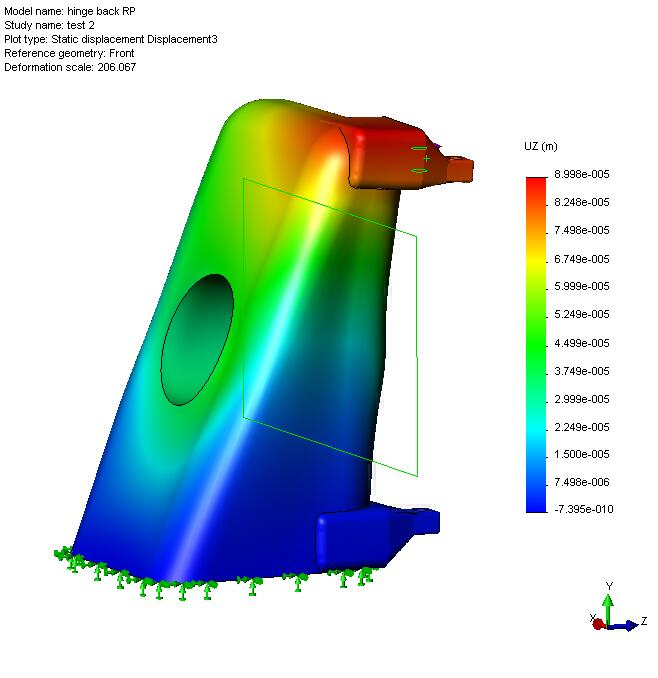 Model name: hinge back RP
Study name: test 2
Plot type: Static displacement Displacement3
Reference geometry: Front
Deformation scale: 206.067
UZ (m)
8.998e-005
8.248e-005
7.498e-005
6.749e-005
5.999e-005
5.249e-005
4.499e-005
3.749e-005
2.999e-005
2.249e-005
1.500e-005
7.498e-006
-7.395e-010
Y
X
Z